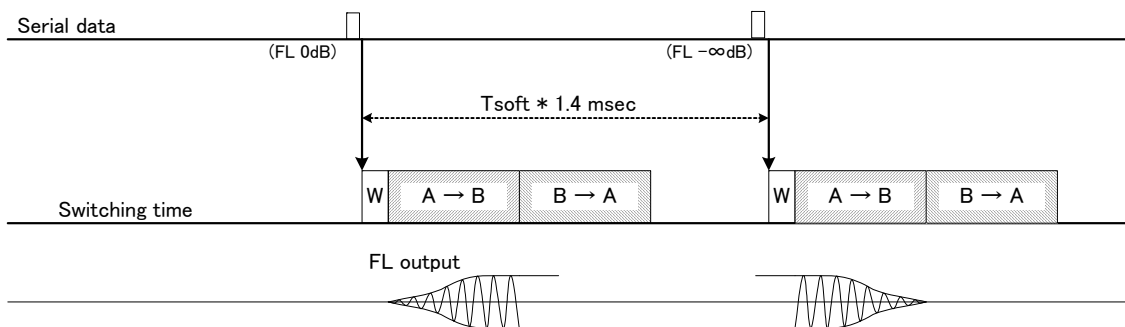 Serial data
(FL 0dB) (FL -∞dB)
Tsoft * 1.4 msec
W A → B B → A W A → B B → A
Switching time
FL output